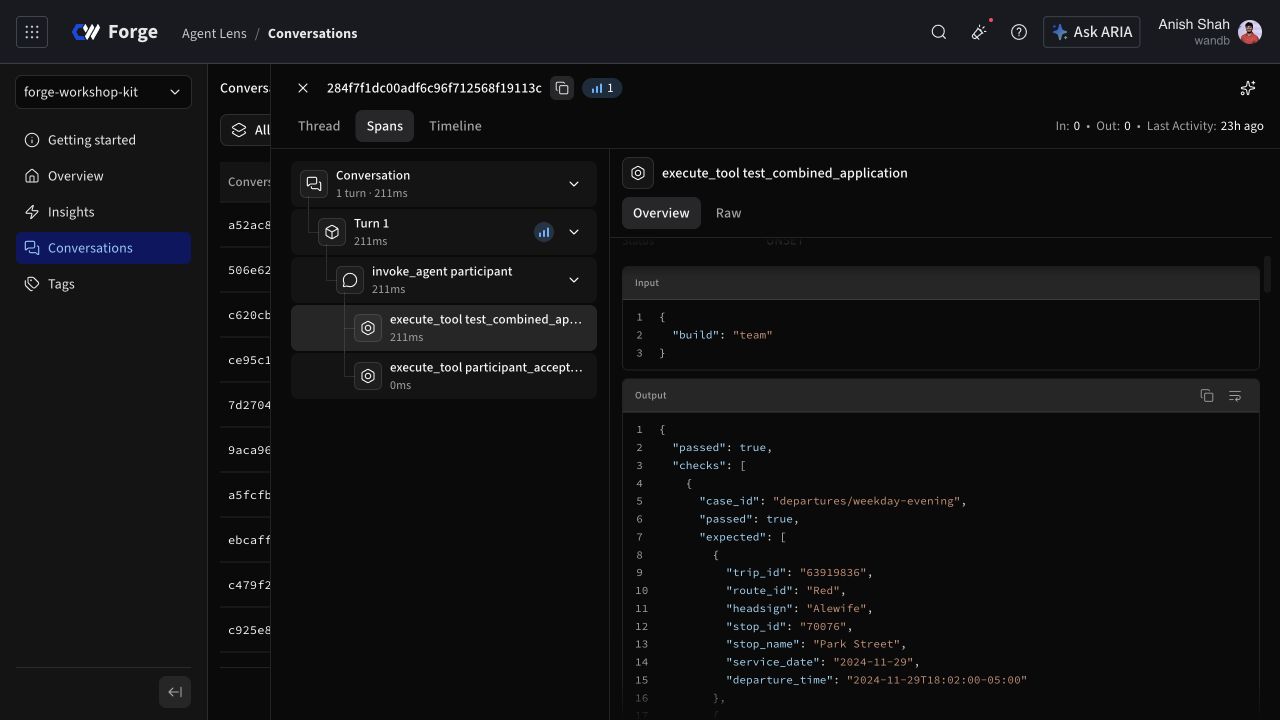 Forge
Agent Lens / Conversations
Ask ARIA
Anish Shah
wandb
forge-workshop-kit
Getting started
Overview
Insights
Conversations
Tags
Convers
All
Convers
a52ac8
506e62
c620cb
ce95c1
7d2704
9aca96
a5fcfb
ebcaff
c479f2
c925e8
284f7f1dc00adf6c96f712568f19113c
1
Thread
Spans
Timeline
In: 0 • Out: 0 • Last Activity: 23h ago
Conversation
1 turn · 211ms
Turn 1
211ms
invoke_agent participant
211ms
execute_tool test_combined_ap...
211ms
execute_tool participant_accept...
0ms
execute_tool test_combined_application
Overview
Raw
Status UNSET
Input
1 {
2 "build": "team"
3 }
Output
1 {
2 "passed": true,
3 "checks": [
4 {
5 "case_id": "departures/weekday-evening",
6 "passed": true,
7 "expected": [
8 {
9 "trip_id": "63919836",
10 "route_id": "Red",
11 "headsign": "Alewife",
12 "stop_id": "70076",
13 "stop_name": "Park Street",
14 "service_date": "2024-11-29",
15 "departure_time": "2024-11-29T18:02:00-05:00"
16 },
17 {